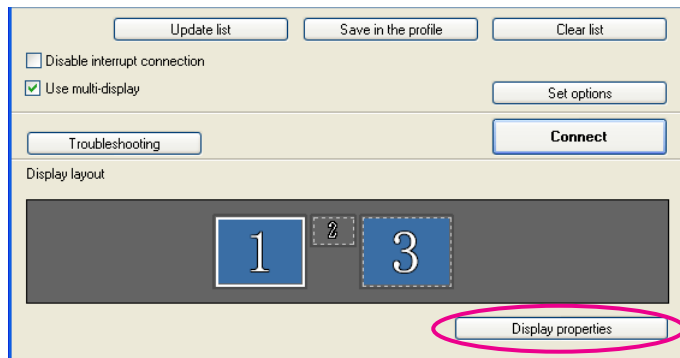 Update list Save in the profile Clear list
Disable interrupt connection
Use multi-display
Set options
Troubleshooting Connect
Display layout
1 2 3
Display properties